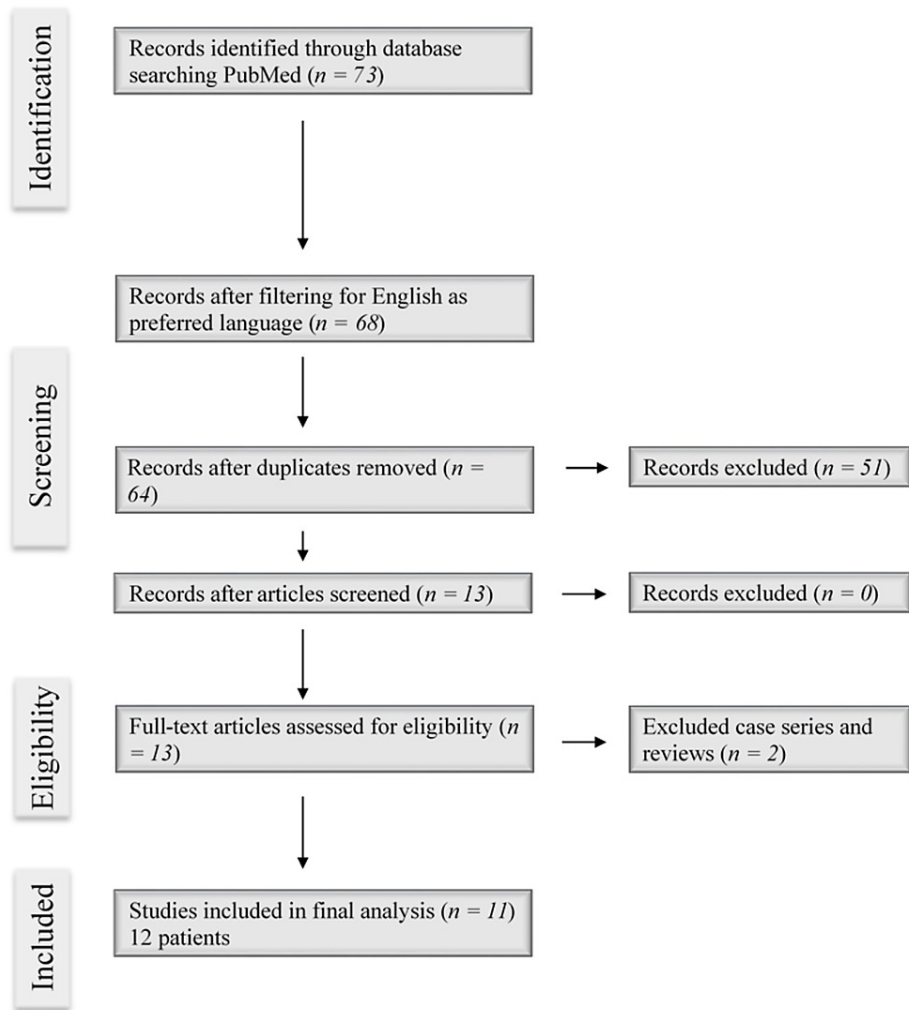 Identification
Records identified through database
searching PubMed (n = 73)
Records after filtering for English as
preferred language (n = 68)
Screening
Records after duplicates removed (n =
64)
Records excluded (n = 51)
Records after articles screened (n = 13)
Records excluded (n = 0)
Eligibility
Full-text articles assessed for eligibility (n
= 13)
Excluded case series and
reviews (n = 2)
Included
Studies included in final analysis (n = 11)
12 patients